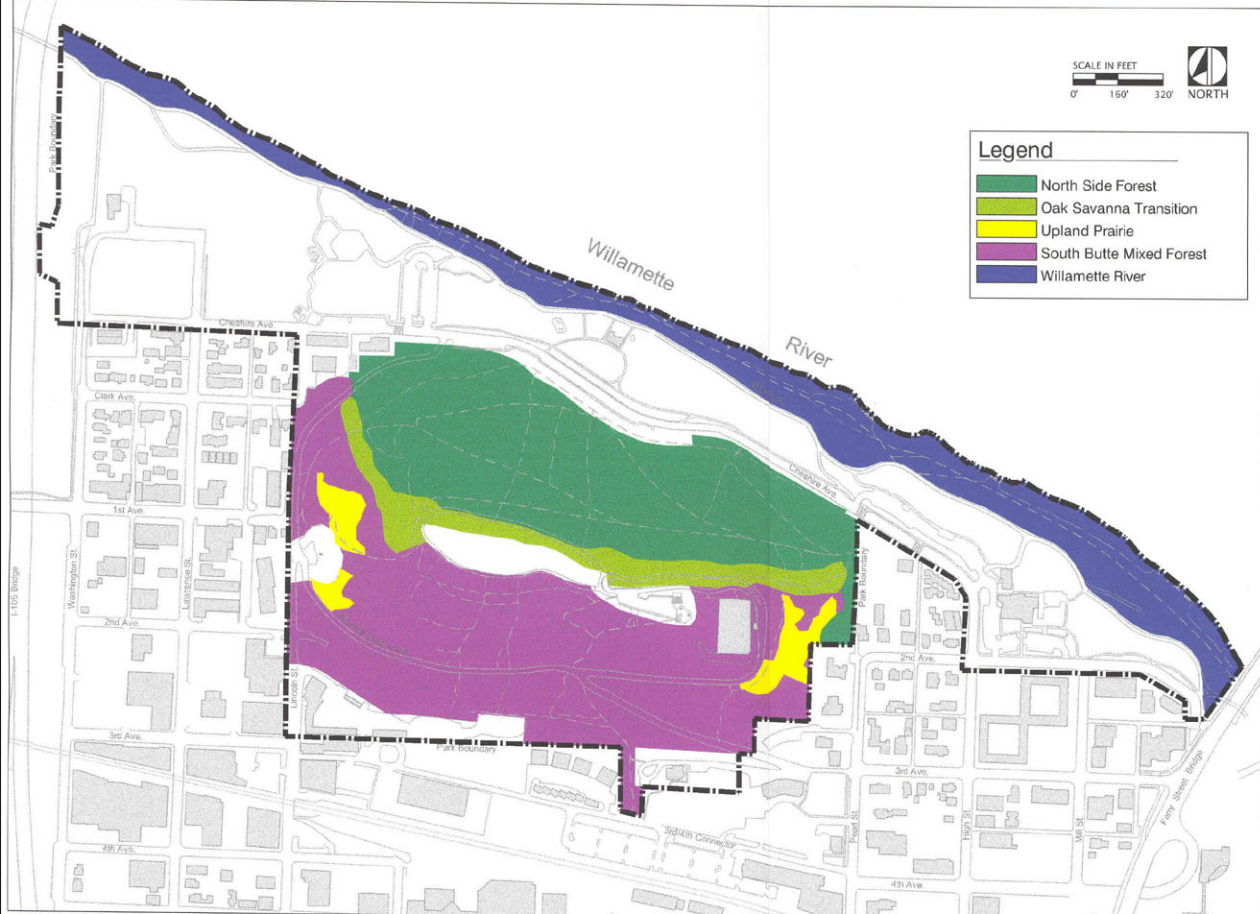 SCALE IN FEET
0' 160' 320'
NORTH
Legend
North Side Forest
Oak Savanna Transition
Upland Prairie
South Butte Mixed Forest
Willamette River
Park Boundary
Willamette
River
Cheshire Ave.
Clark Ave.
Cheshire Ave.
1st Ave.
Washington St.
Lawrence St.
I-105 Bridge
Park Boundary
2nd Ave.
2nd Ave.
Lincoln St.
3rd Ave.
Park Boundary
3rd Ave.
Ferry Street Bridge
Pearl St.
High St.
Mill St.
3rd/4th Connector
4th Ave.
4th Ave.